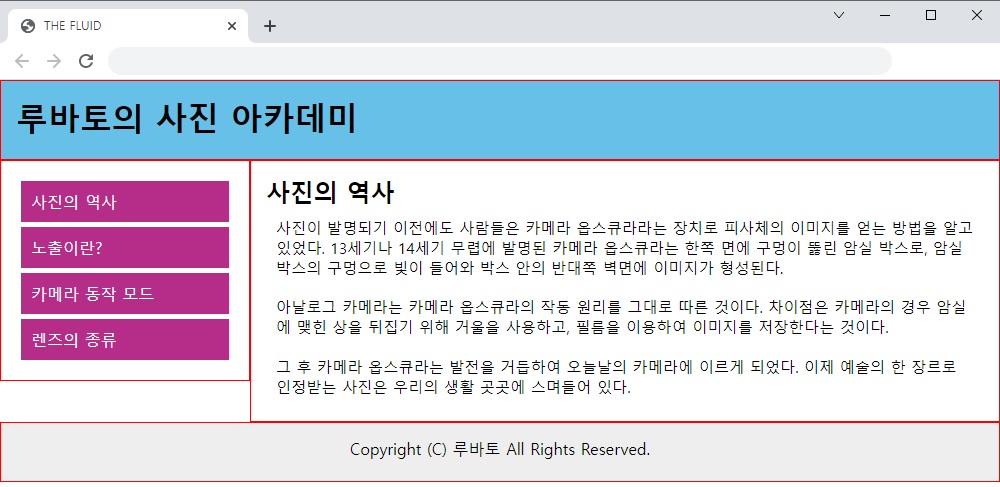 THE FLUID
루바토의 사진 아카데미
사진의 역사
노출이란?
카메라 동작 모드
렌즈의 종류
사진의 역사
사진이 발명되기 이전에도 사람들은 카메라 옵스큐라라는 장치로 피사체의 이미지를 얻는 방법을 알고
있었다. 13세기나 14세기 무렵에 발명된 카메라 옵스큐라는 한쪽 면에 구멍이 뚫린 암실 박스로, 암실
박스의 구멍으로 빛이 들어와 박스 안의 반대쪽 벽면에 이미지가 형성된다.
아날로그 카메라는 카메라 옵스큐라의 작동 원리를 그대로 따른 것이다. 차이점은 카메라의 경우 암실
에 맺힌 상을 뒤집기 위해 거울을 사용하고, 필름을 이용하여 이미지를 저장한다는 것이다.
그 후 카메라 옵스큐라는 발전을 거듭하여 오늘날의 카메라에 이르게 되었다. 이제 예술의 한 장르로
인정받는 사진은 우리의 생활 곳곳에 스며들어 있다.
Copyright (C) 루바토 All Rights Reserved.